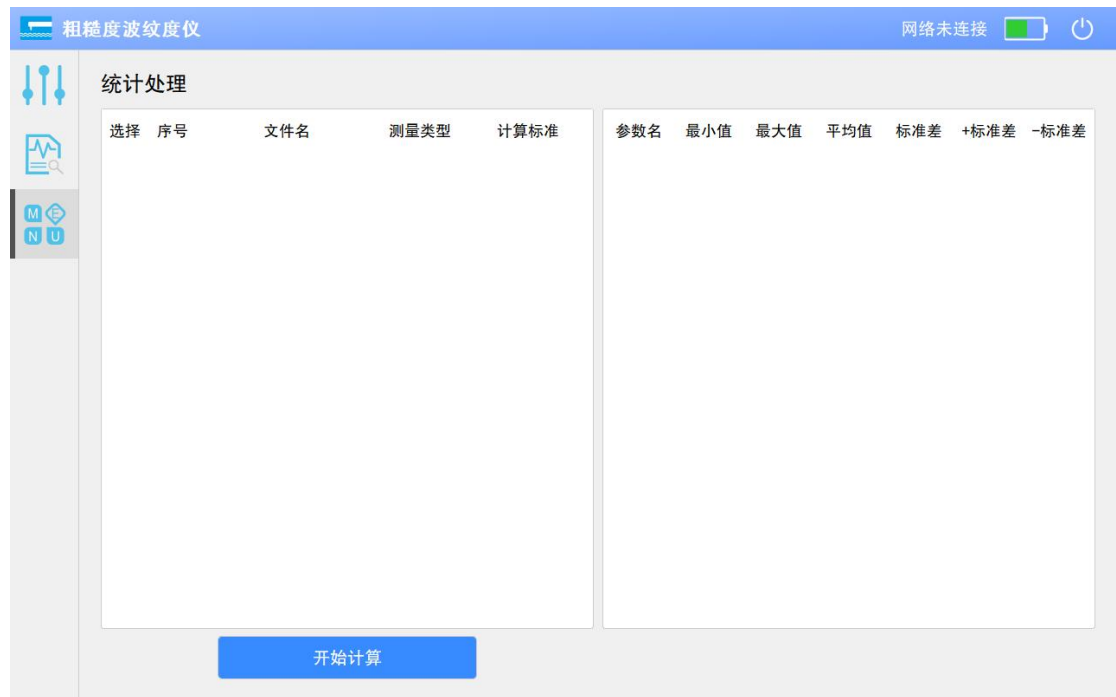 粗糙度波纹度仪 网络未连接
统计处理
选择 序号 文件名 测量类型 计算标准 参数名 最小值 最大值 平均值 标准差 +标准差 -标准差
M E
N U
开始计算